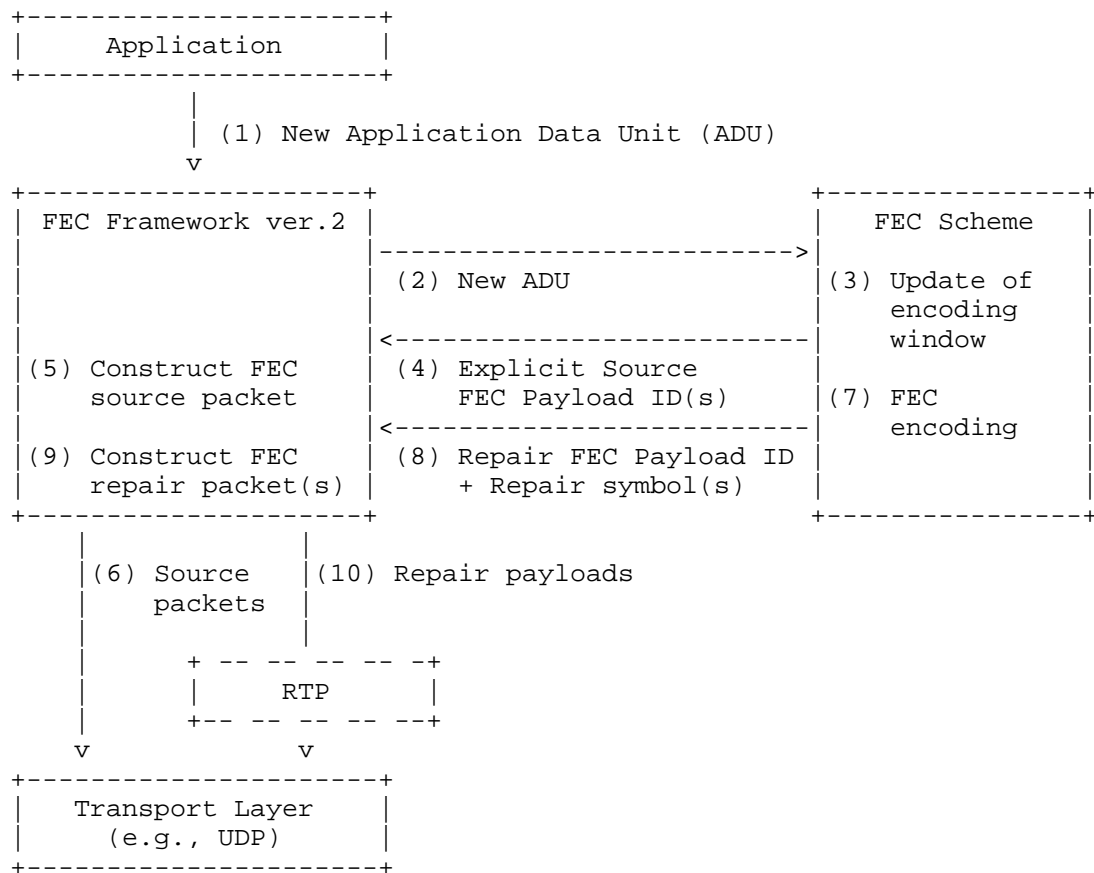 Application
(1) New Application Data Unit (ADU)
FEC Framework ver.2
FEC Scheme
(2) New ADU
(3) Update of
encoding
window
(5) Construct FEC
source packet
(4) Explicit Source
FEC Payload ID(s)
(7) FEC
encoding
(9) Construct FEC
repair packet(s)
(8) Repair FEC Payload ID
+ Repair symbol(s)
(6) Source
packets
(10) Repair payloads
RTP
Transport Layer
(e.g., UDP)